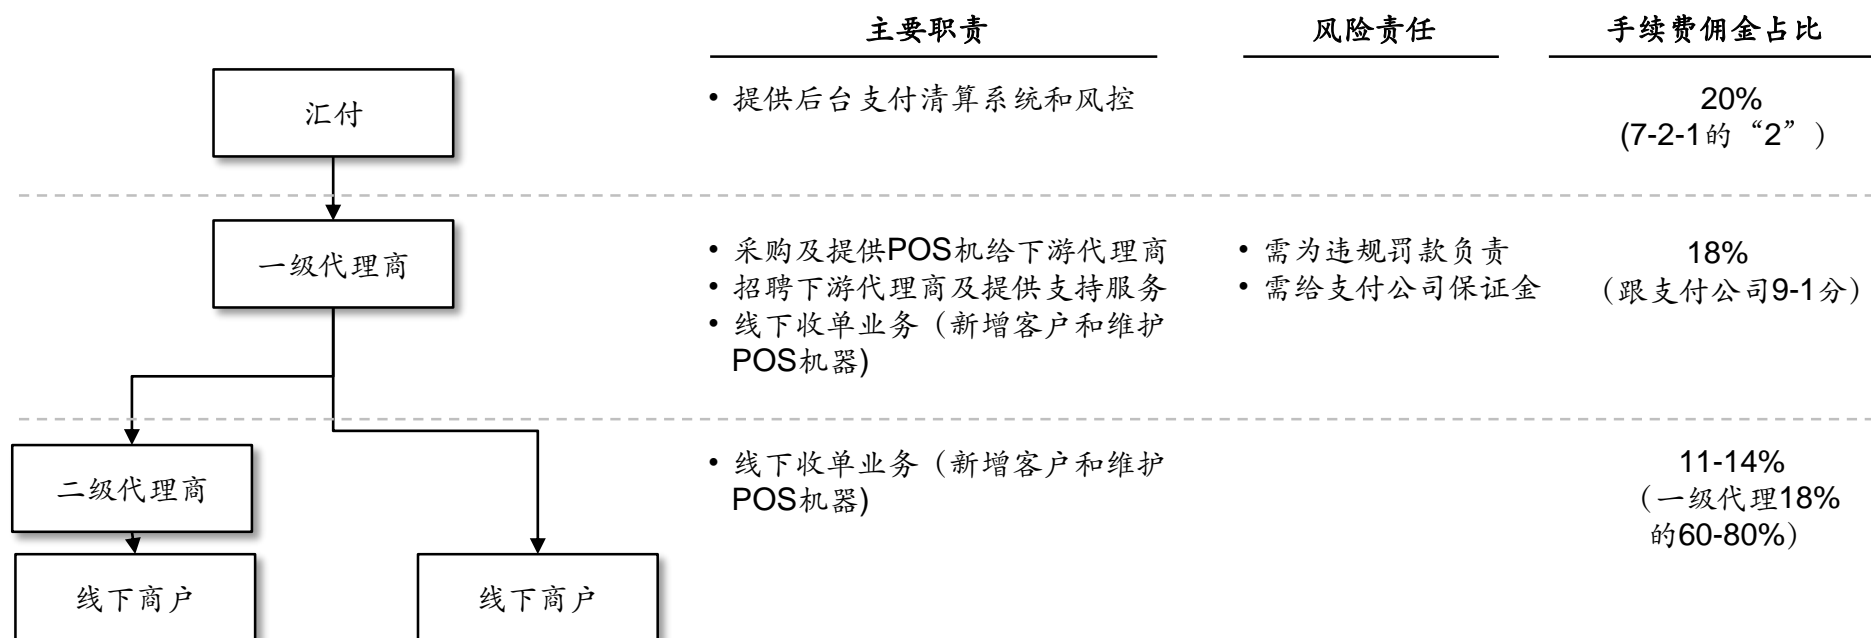 主要职责
风险责任
手续费佣金占比
汇付
• 提供后台支付清算系统和风控
20%
(7-2-1的“2”）
一级代理商
• 采购及提供POS机给下游代理商
• 招聘下游代理商及提供支持服务
• 线下收单业务（新增客户和维护
POS机器)
• 需为违规罚款负责
• 需给支付公司保证金
18%
（跟支付公司9-1分）
二级代理商
• 线下收单业务（新增客户和维护
POS机器)
11-14%
（一级代理18%
的60-80%）
线下商户
线下商户